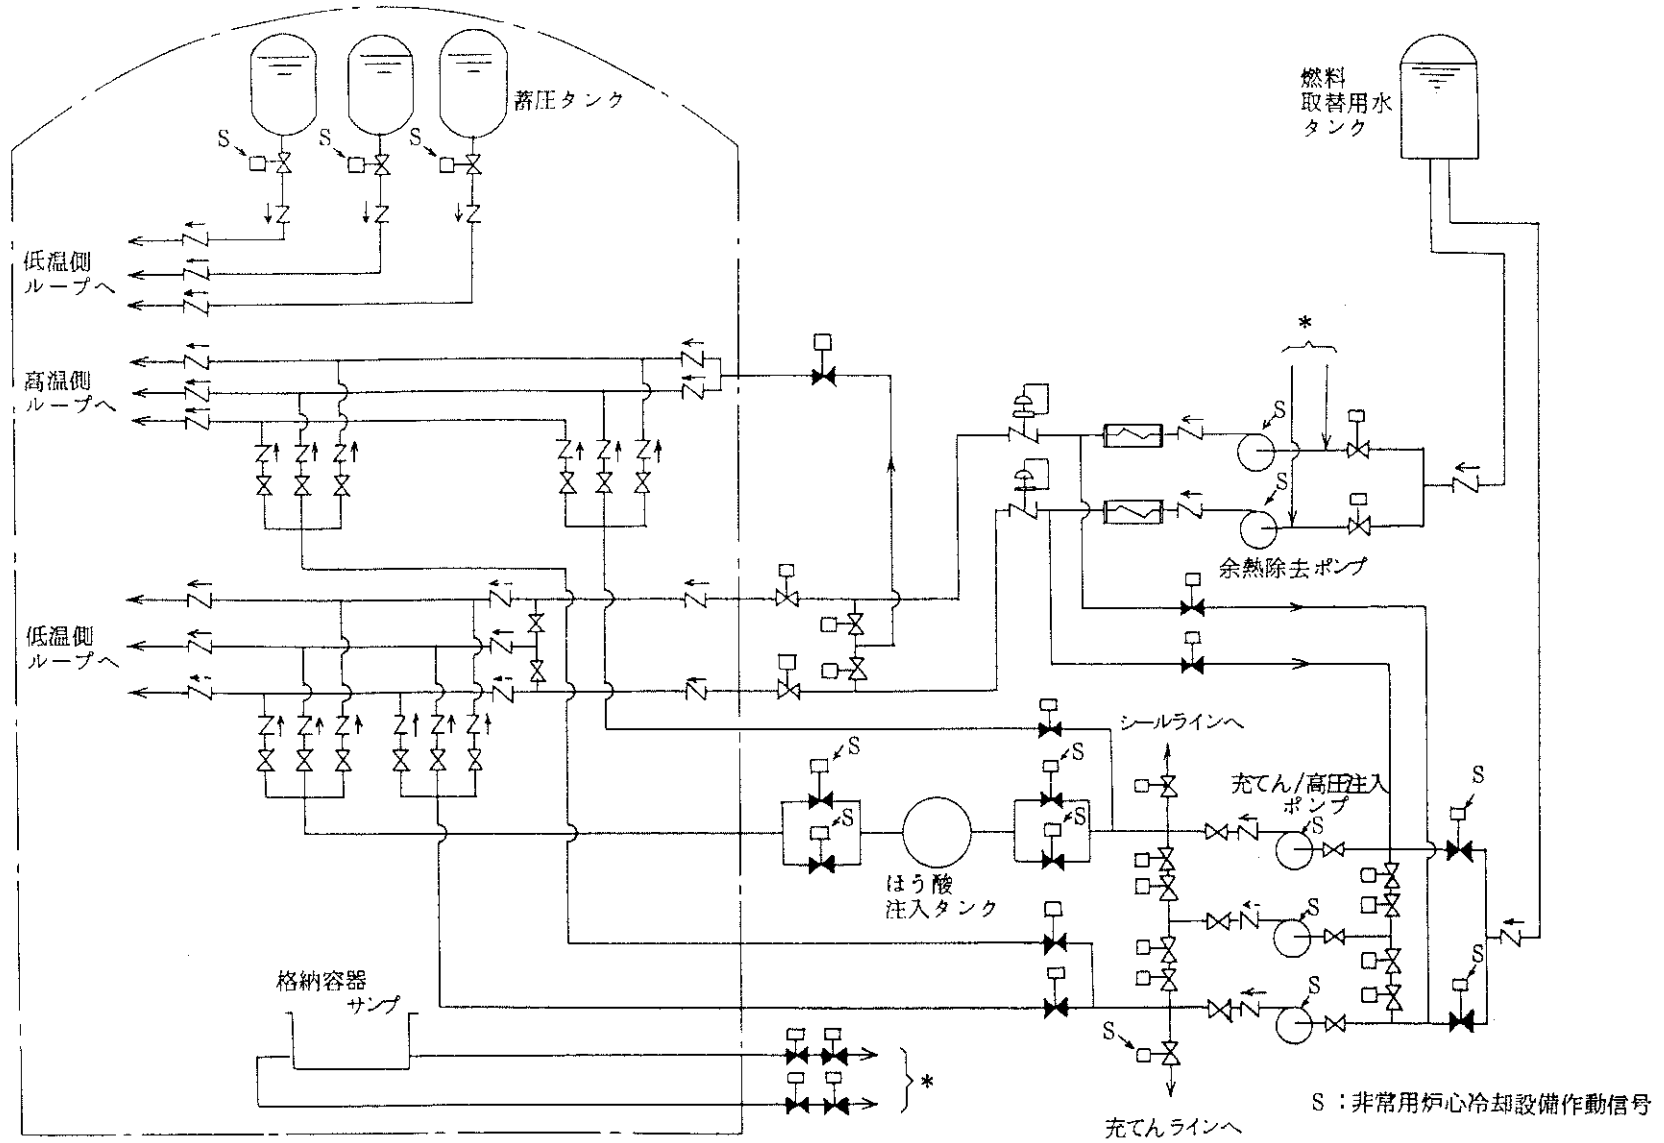 蓄圧タンク
燃料
取替用水
タンク
S
S
S
低温側
ループへ
*
高温側
ループへ
S
S
余熱除去ポンプ
低温側
ループへ
シールラインへ
S
S
S
S
充てん/高圧注入
ポンプ
S
S
ほう酸
注入タンク
S
S
格納容器
サンプ
S
S
*
充てんラインへ
S:非常用炉心冷却設備作動信号